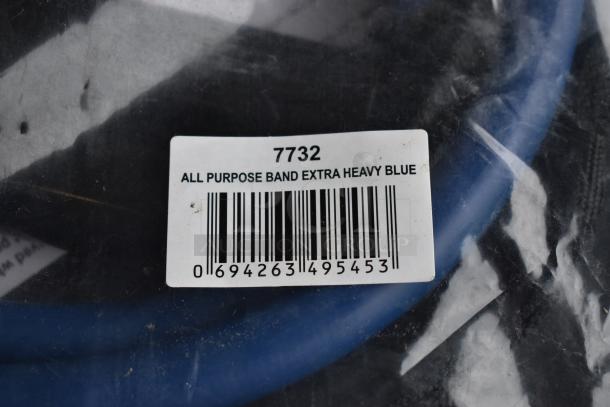 7732
ALL PURPOSE BAND EXTRA HEAVY BLUE
0 694263 495453